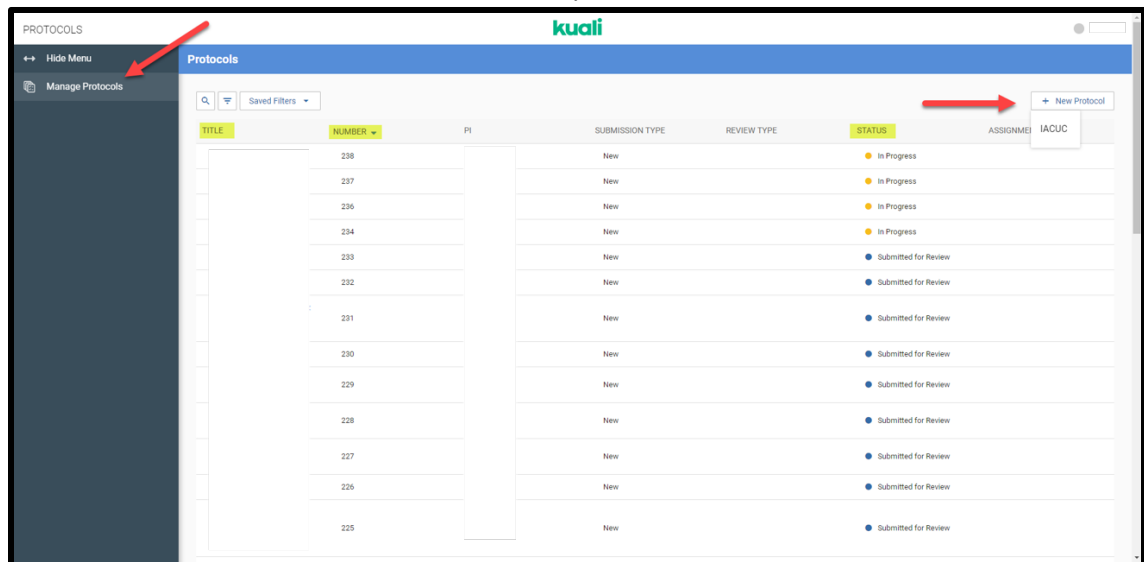 PROTOCOLS kuali
Hide Menu Protocols
Manage Protocols
Saved Filters + New Protocol
TITLE NUMBER PI SUBMISSION TYPE REVIEW TYPE STATUS ASSIGNME IACUC
238 New In Progress
237 New In Progress
236 New In Progress
234 New In Progress
233 New Submitted for Review
232 New Submitted for Review
231 New Submitted for Review
230 New Submitted for Review
229 New Submitted for Review
228 New Submitted for Review
227 New Submitted for Review
226 New Submitted for Review
225 New Submitted for Review